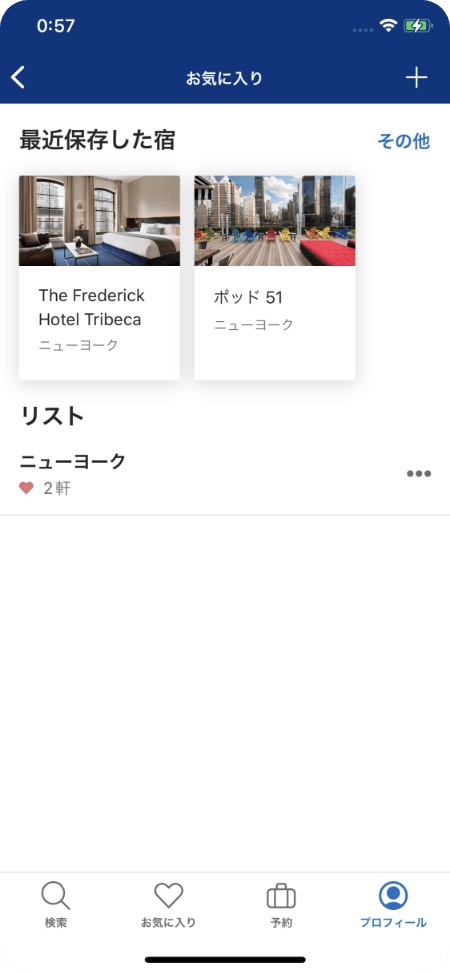 0:57
お気に入り
最近保存した宿
その他
The Frederick
Hotel Tribeca
ニューヨーク
ポッド 51
ニューヨーク
リスト
ニューヨーク
2軒
検索
お気に入り
予約
プロフィール